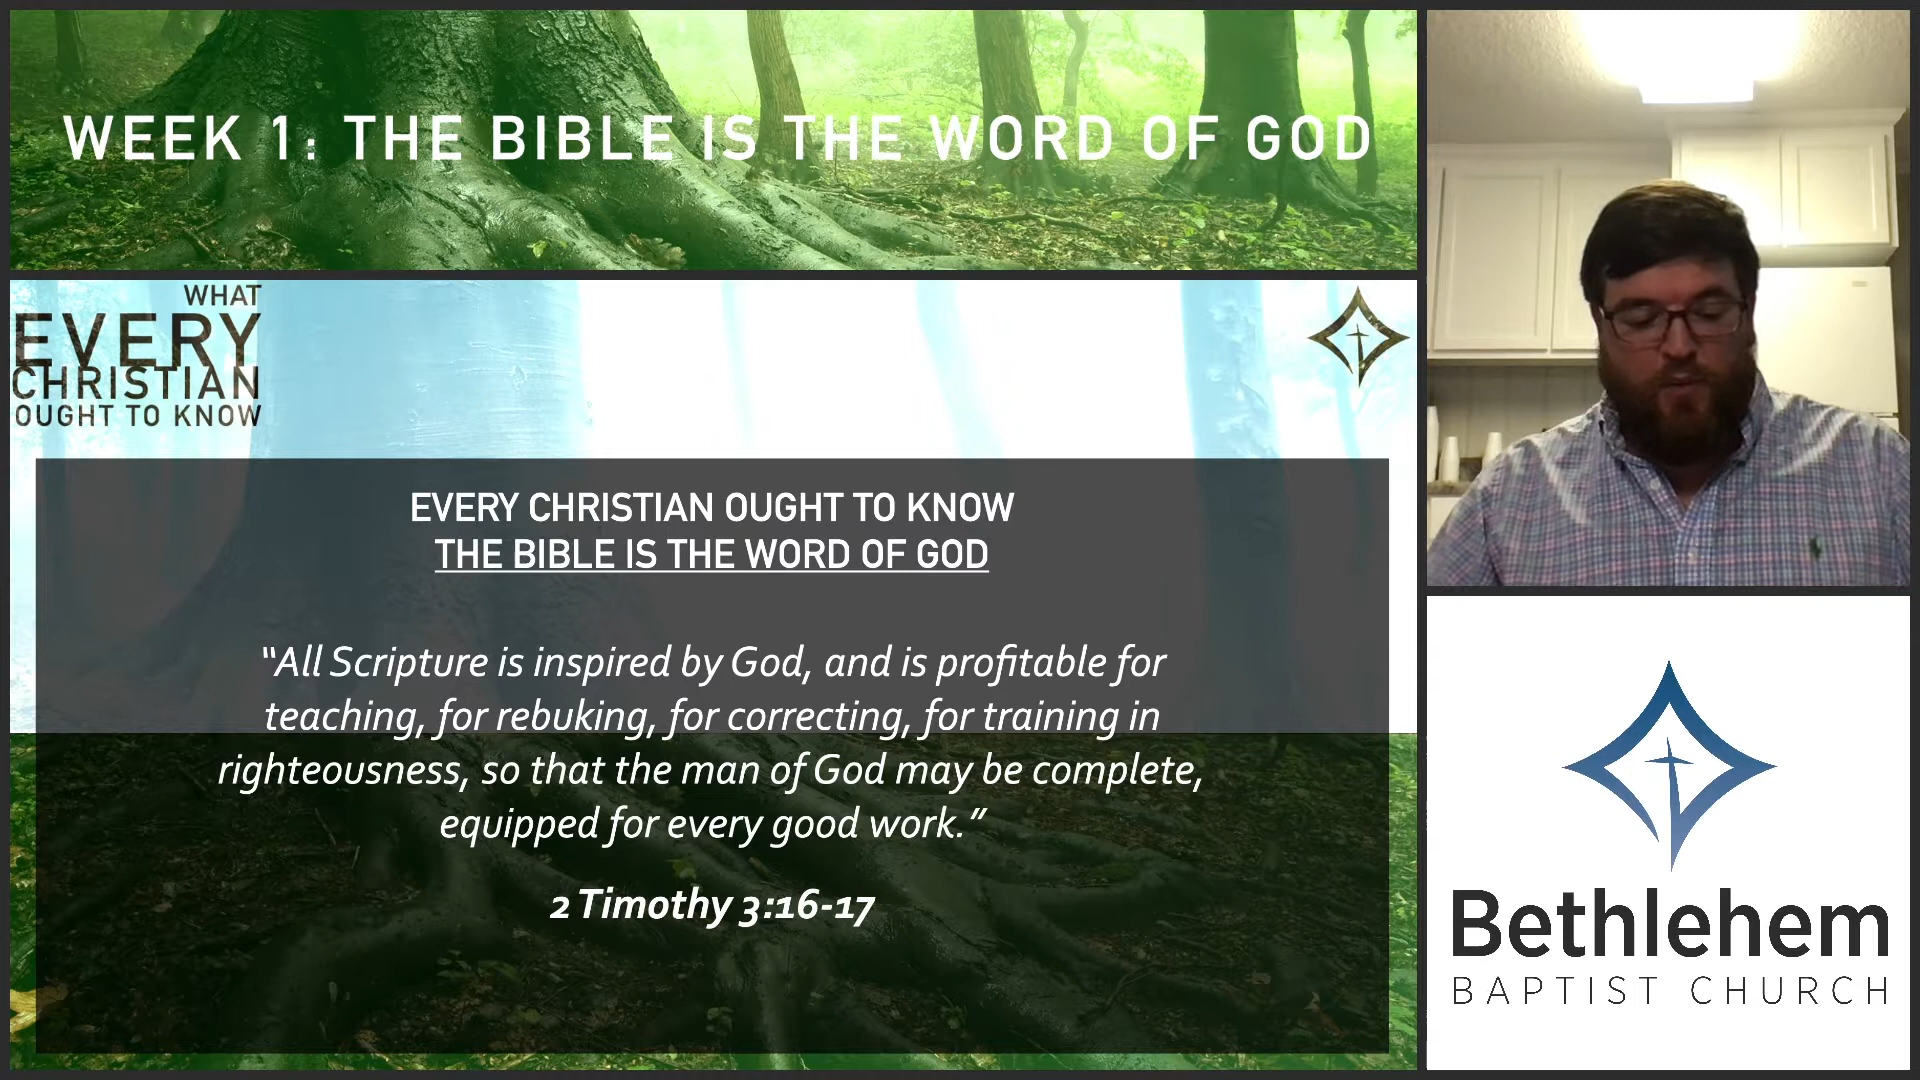 WEEK 1: THE BIBLE IS THE WORD OF GOD
WHAT
EVERY
CHRISTIAN
OUGHT TO KNOW
EVERY CHRISTIAN OUGHT TO KNOW
THE BIBLE IS THE WORD OF GOD
“All Scripture is inspired by God, and is profitable for
teaching, for rebuking, for correcting, for training in
righteousness, so that the man of God may be complete,
equipped for every good work.”
2 Timothy 3:16-17
Bethlehem
BAPTIST CHURCH